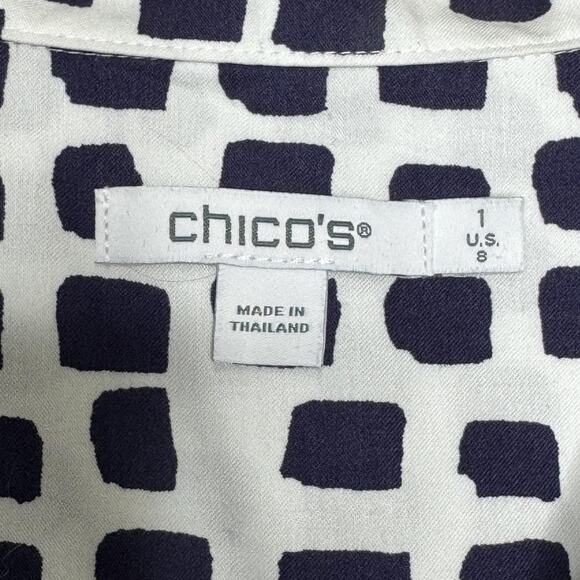 chico's®
1
U.S.
8
MADE IN
THAILAND